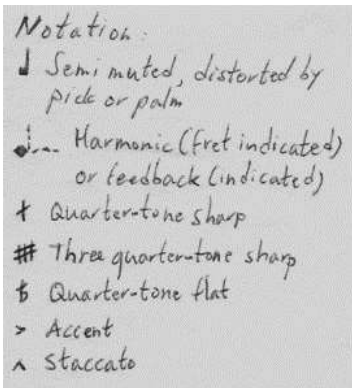 Notation:
Semi muted, distorted by
pick or palm
Harmonic (fret indicated)
or feedback (indicated)
Quarter-tone sharp
Three quarter-tone sharp
Quarter-tone flat
> Accent
^ Staccato